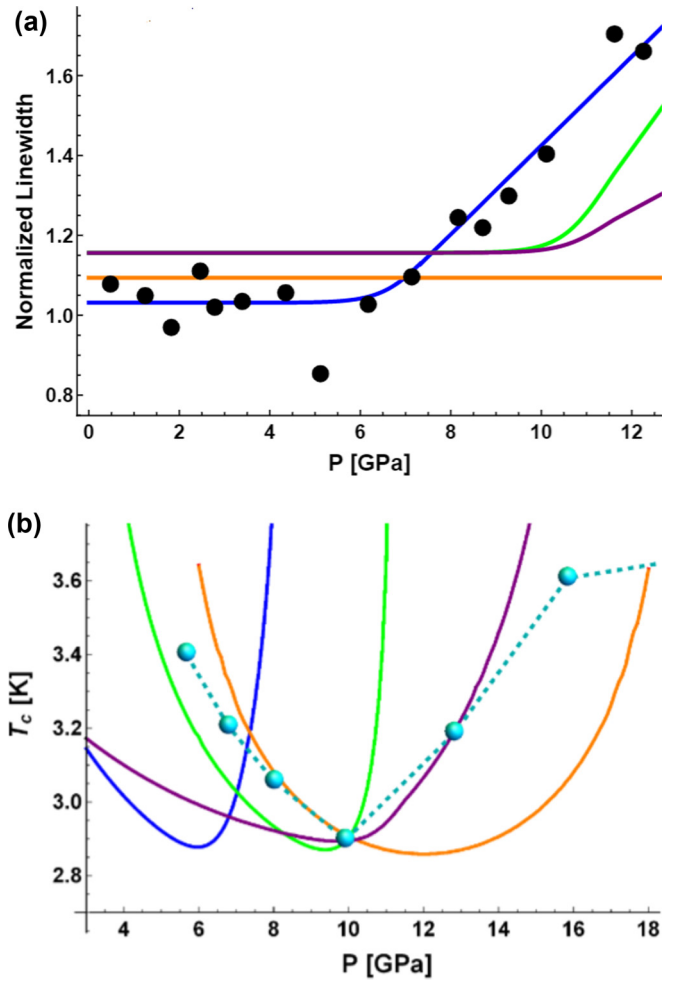 (a)
Normalized Linewidth
1.6
1.4
1.2
1.0
0.8
0 2 4 6 8 10 12
P [GPa]
(b)
T_c [K]
3.6
3.4
3.2
3.0
2.8
4 6 8 10 12 14 16 18
P [GPa]